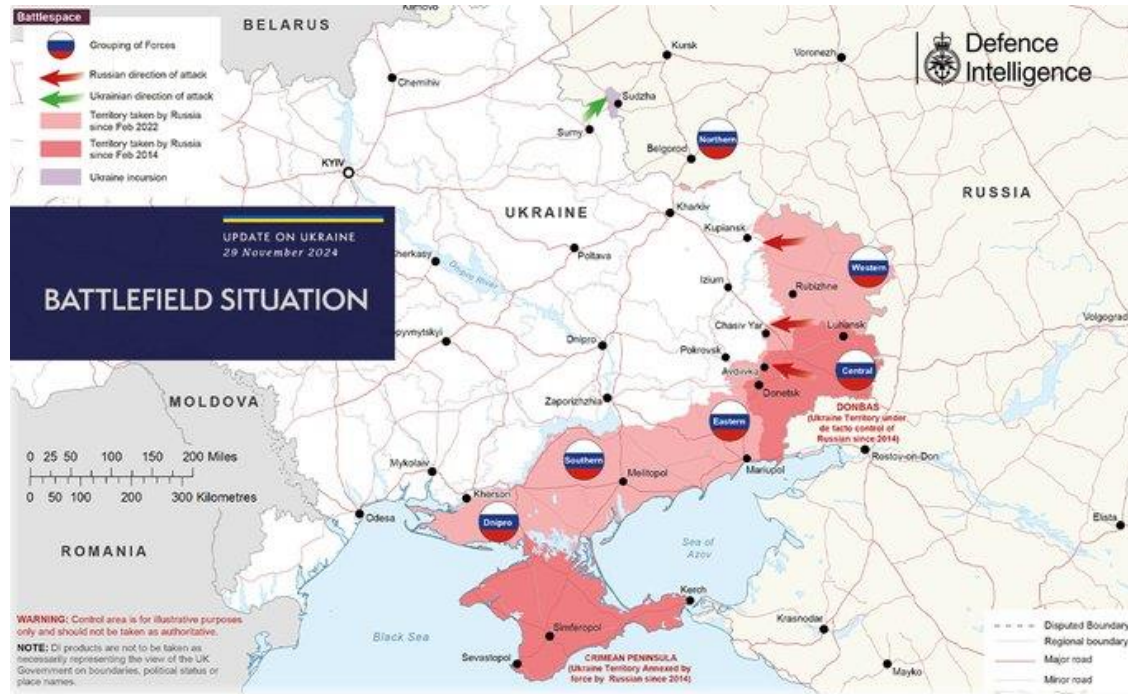 Battlespace
Grouping of Forces
Russian direction of attack
Ukrainian direction of attack
Territory taken by Russia
since Feb 2022
Territory taken by Russia
since Feb 2014
Ukraine incursion
Defence
Intelligence
UPDATE ON UKRAINE
29 November 2024
BATTLEFIELD SITUATION
BELARUS
Chernihiv
Kursk
Voronezh
Sudzha
Sumy
Northern
Belgorod
KYIV
RUSSIA
UKRAINE
Kharkiv
Kupiansk
herkasy
Poltava
Dnipro River
Western
Izium
Rubizhne
Volgograd
Chasiv Yar
Luhansk
opyvnytskyi
Dnipro
Pokrovsk
Avdiivka
Central
Donetsk
MOLDOVA
Zaporizhzhia
DONBAS
(Ukraine Territory under
de facto control of
Russian since 2014)
Eastern
Rostov-on-Don
0 25 50 100 150 200 Miles
0 50 100 200 300 Kilometres
Southern
Mykolaiv
Melitopol
Mariupol
Kherson
Odesa
Dnipro
Elista
ROMANIA
Sea of
Azov
Kerch
WARNING: Control area is for illustrative purposes
only and should not be taken as authoritative.
NOTE: DI products are not to be taken as
necessarily representing the view of the UK
Government on boundaries, political status or
place names.
Black Sea
Simferopol
Sevastopol
CRIMEAN PENINSULA
(Ukraine Territory Annexed by
force by Russian since 2014)
Krasnodar
Mayko
Disputed Boundary
Regional boundary
Major road
Minor road